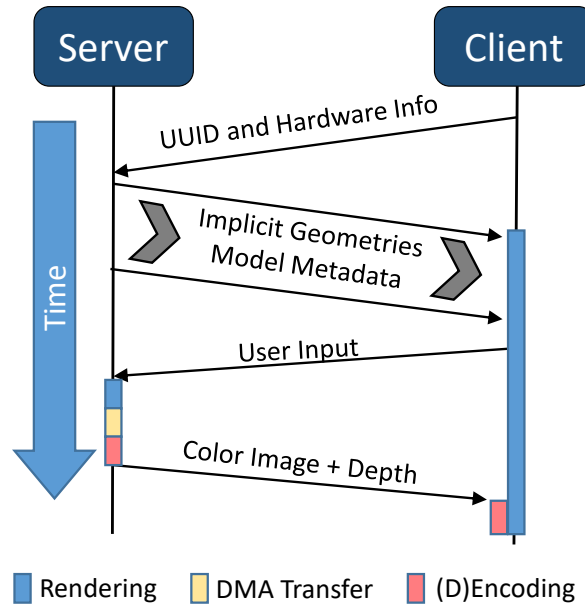 Server
Client
UUID and Hardware Info
Implicit Geometries
Model Metadata
Time
User Input
Color Image + Depth
Rendering
DMA Transfer
(D)Encoding